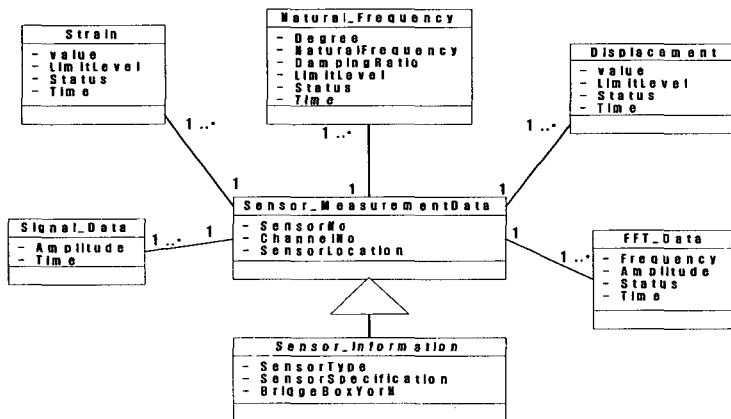 Strain
- value
- LimitLevel
- Status
- Time
Natural_Frequency
- Degree
- NaturalFrequency
- DampingRatio
- LimitLevel
- Status
- Time
Displacement
- value
- LimitLevel
- Status
- Time
1 ..*
1 ..*
1 ..*
1
1
1
Signal_Data
- Amplitude
- Time
1 ..*
1
Sensor_MeasurementData
- SensorNo
- ChannelNo
- SensorLocation
1
1 ..*
FFT_Data
- Frequency
- Amplitude
- Status
- Time
Sensor_Information
- SensorType
- SensorSpecification
- BridgeBoxYorN